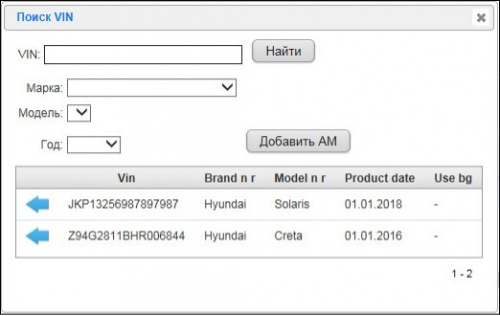 Поиск VIN
VIN: Найти
Марка:
Модель:
Год: Добавить АМ
Vin Brand n r Model n r Product date Use bg
JKP13256987897987 Hyundai Solaris 01.01.2018 -
Z94G2811BHR006844 Hyundai Creta 01.01.2016 -
1 - 2